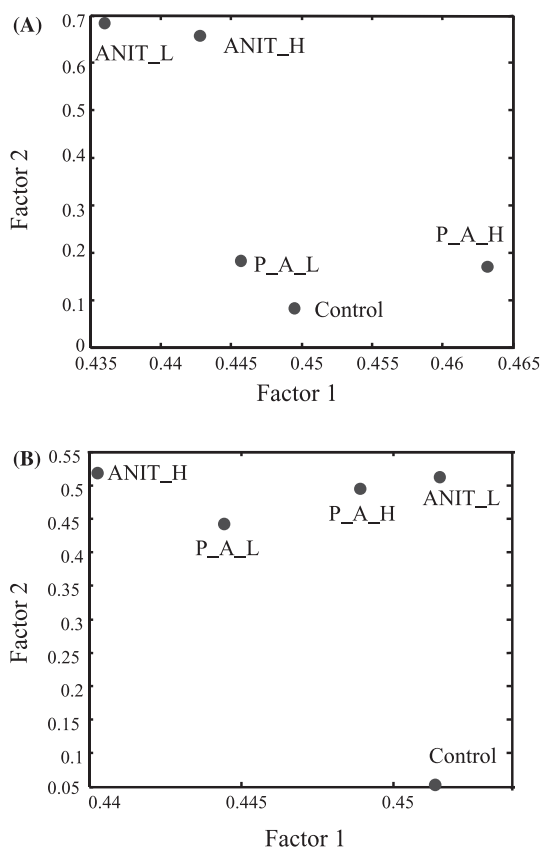 (A)
0.7
ANIT_L
ANIT_H
0.6
0.5
0.4
Factor 2
0.3
P_A_H
0.2
P_A_L
0.1
Control
0
0.435 0.44 0.445 0.45 0.455 0.46 0.465
Factor 1
(B)
0.55
ANIT_H
0.5
P_A_H
ANIT_L
0.45
P_A_L
0.4
0.35
Factor 2
0.3
0.25
0.2
0.15
0.1
Control
0.05
0.44 0.445 0.45
Factor 1